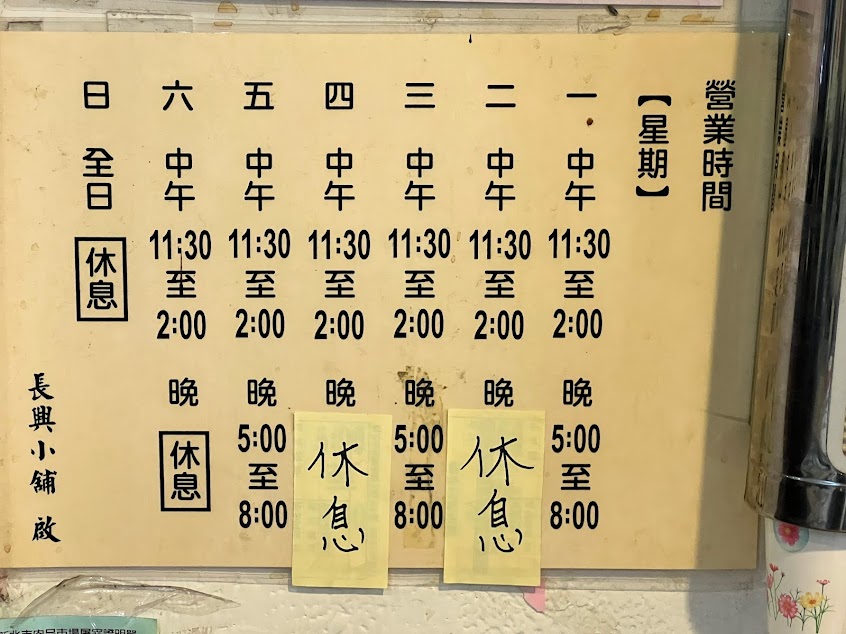 營業時間
【星期】
一 中午 11:30 至 2:00 晚 5:00 至 8:00
二 中午 11:30 至 2:00 晚 休息
三 中午 11:30 至 2:00 晚 5:00 至 8:00
四 中午 11:30 至 2:00 晚 休息
五 中午 11:30 至 2:00 晚 5:00 至 8:00
六 中午 11:30 至 2:00 晚 休息
日 全日 休息
長興小舖 啟